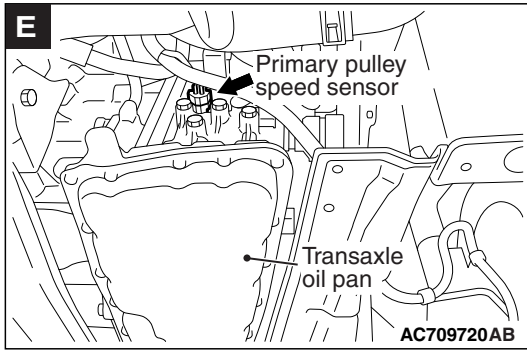 E
Primary pulley
speed sensor
Transaxle
oil pan
AC709720AB